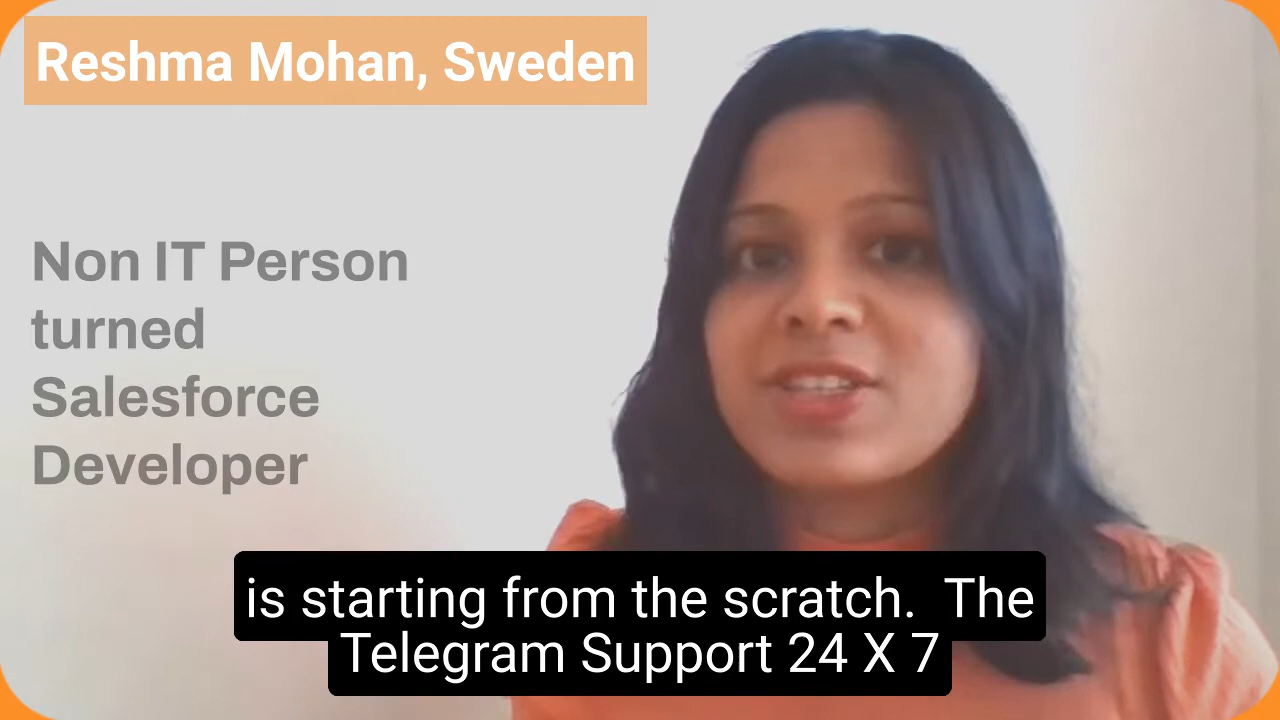 Reshma Mohan, Sweden
Non IT Person
turned
Salesforce
Developer
is starting from the scratch.  The
Telegram Support 24 X 7